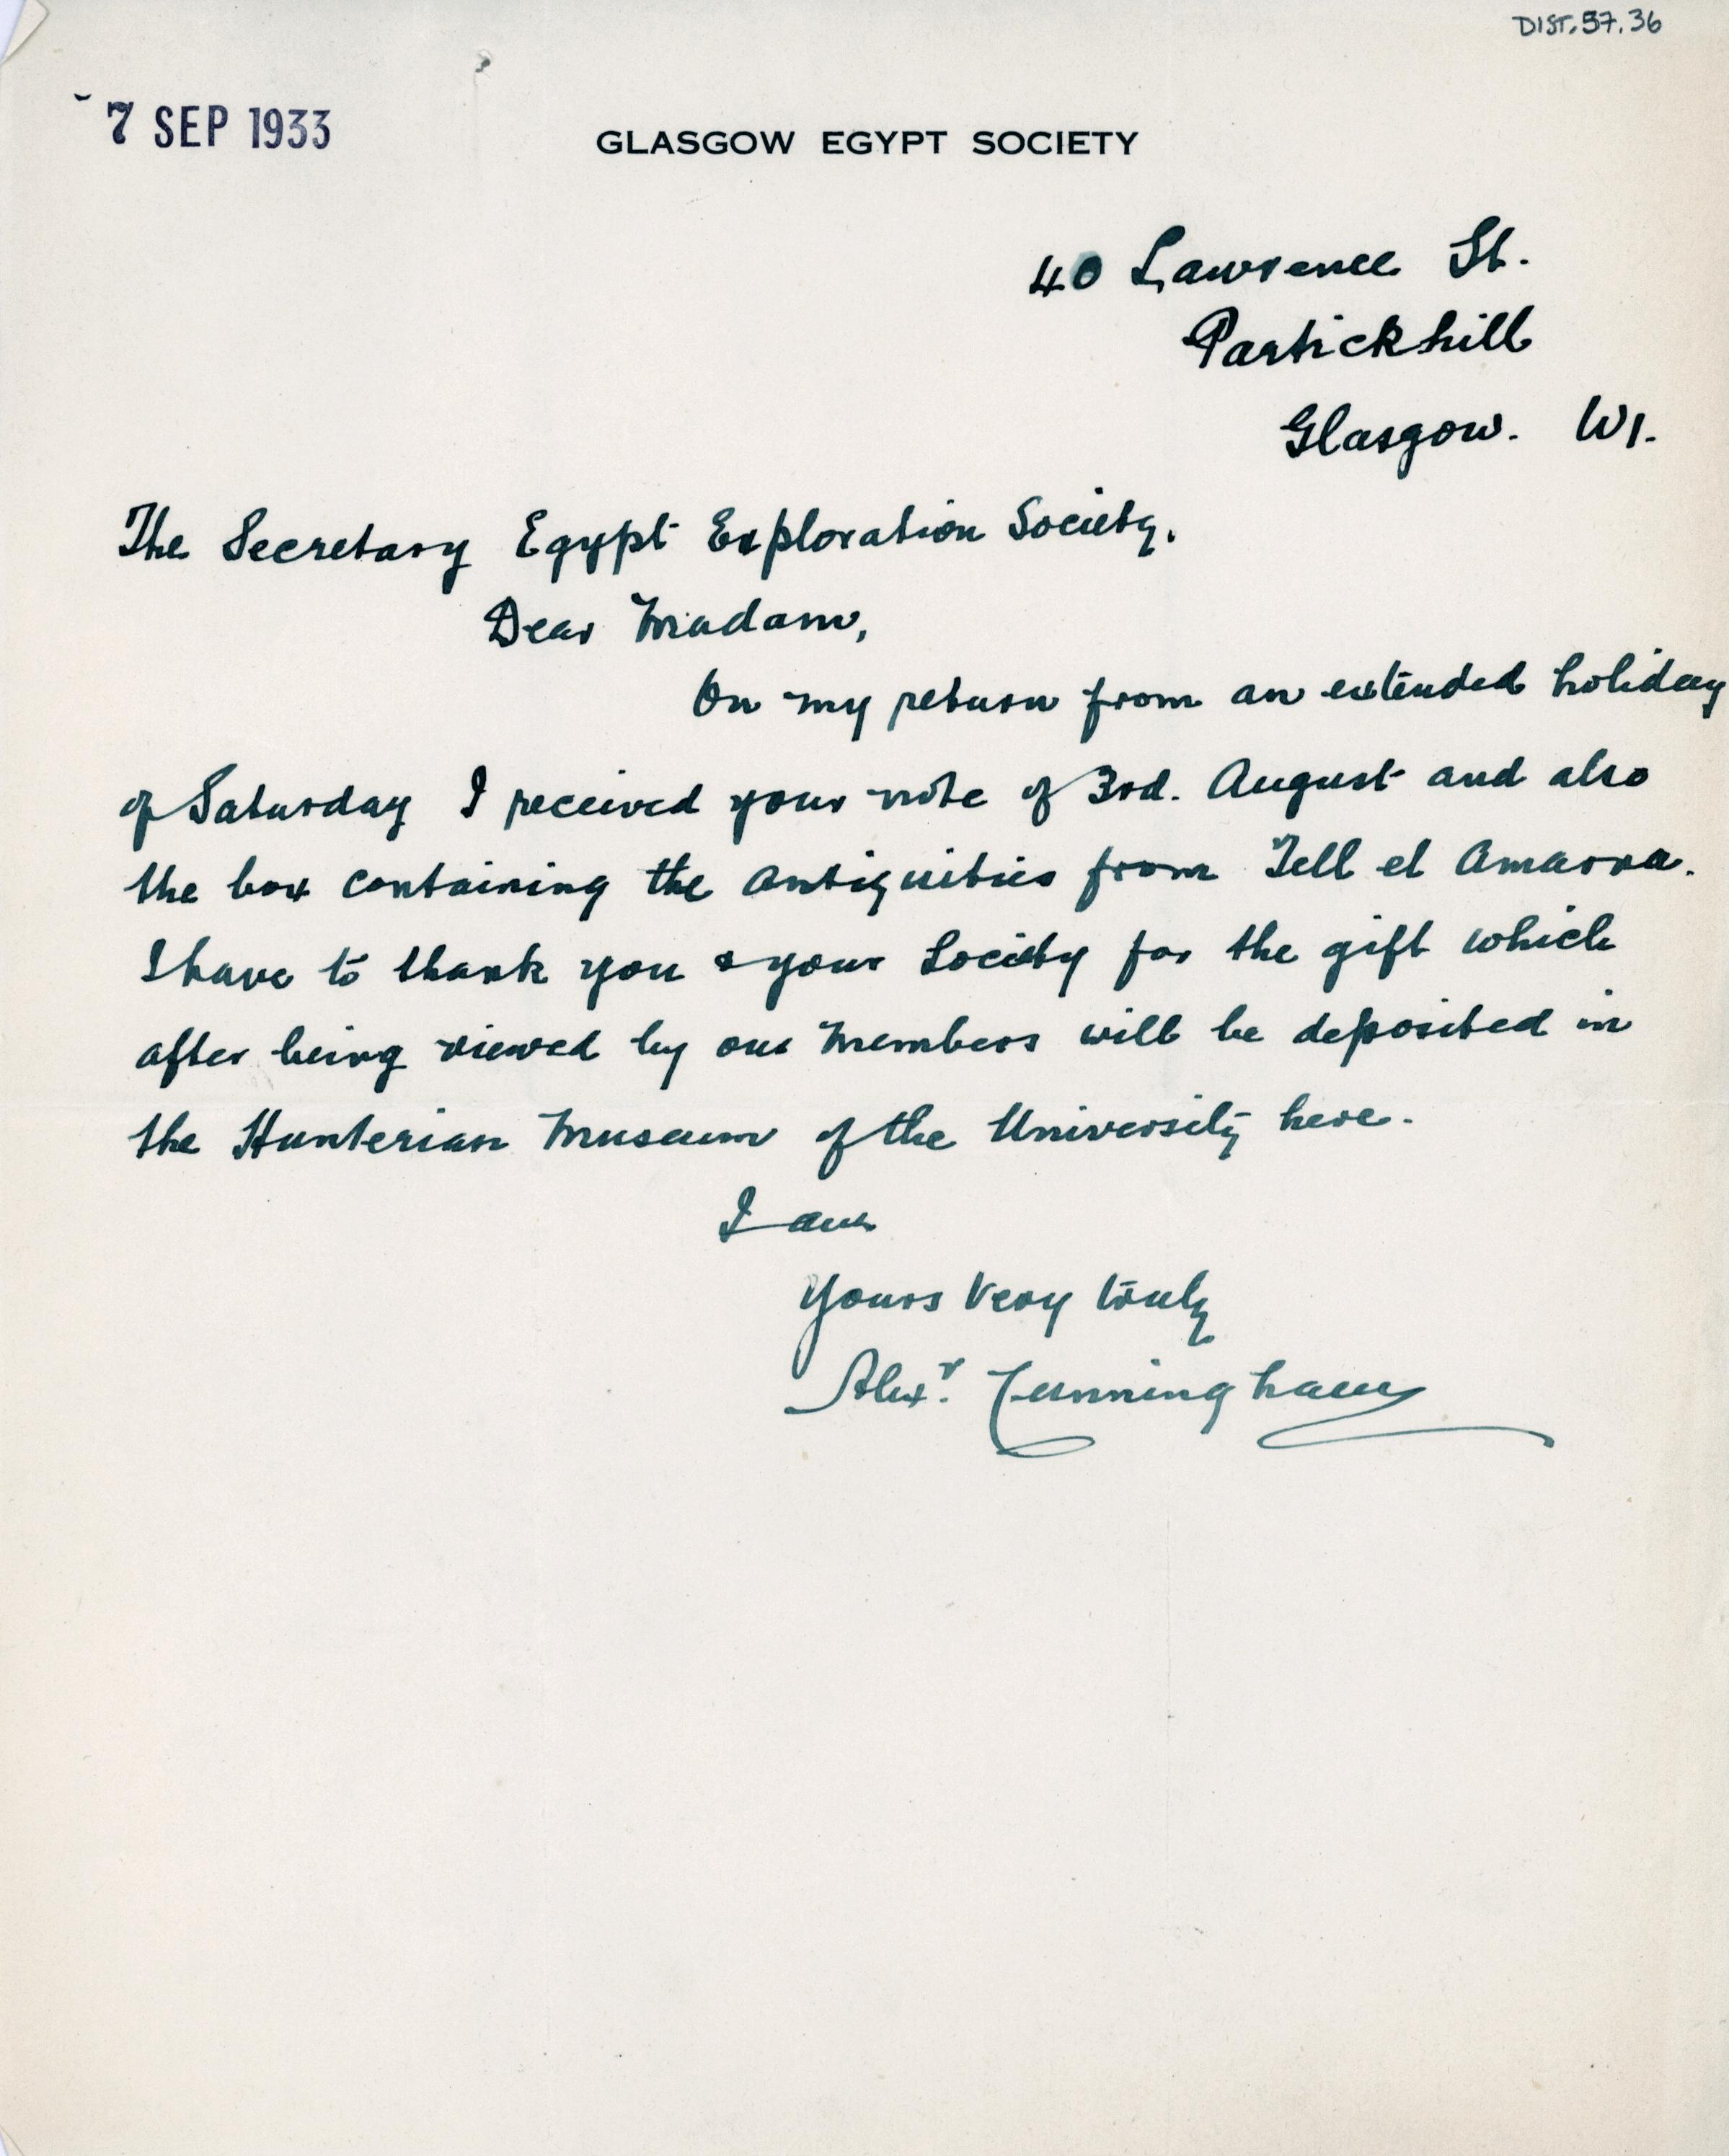 DIST.57.36
7 SEP 1933
GLASGOW EGYPT SOCIETY
40 Lawrence St.
Partickhill
Glasgow. W1.
The Secretary Egypt Exploration Society.
Dear Madam,
On my return from an extended holiday
of Saturday I received your note of 3rd. August and also
the box containing the Antiquities from Tell el Amarna.
I have to thank you & your Society for the gift which
after being viewed by our Members will be deposited in
the Hunterian Museum of the University here.
I am
Yours Very truly
Alexr. Cunningham